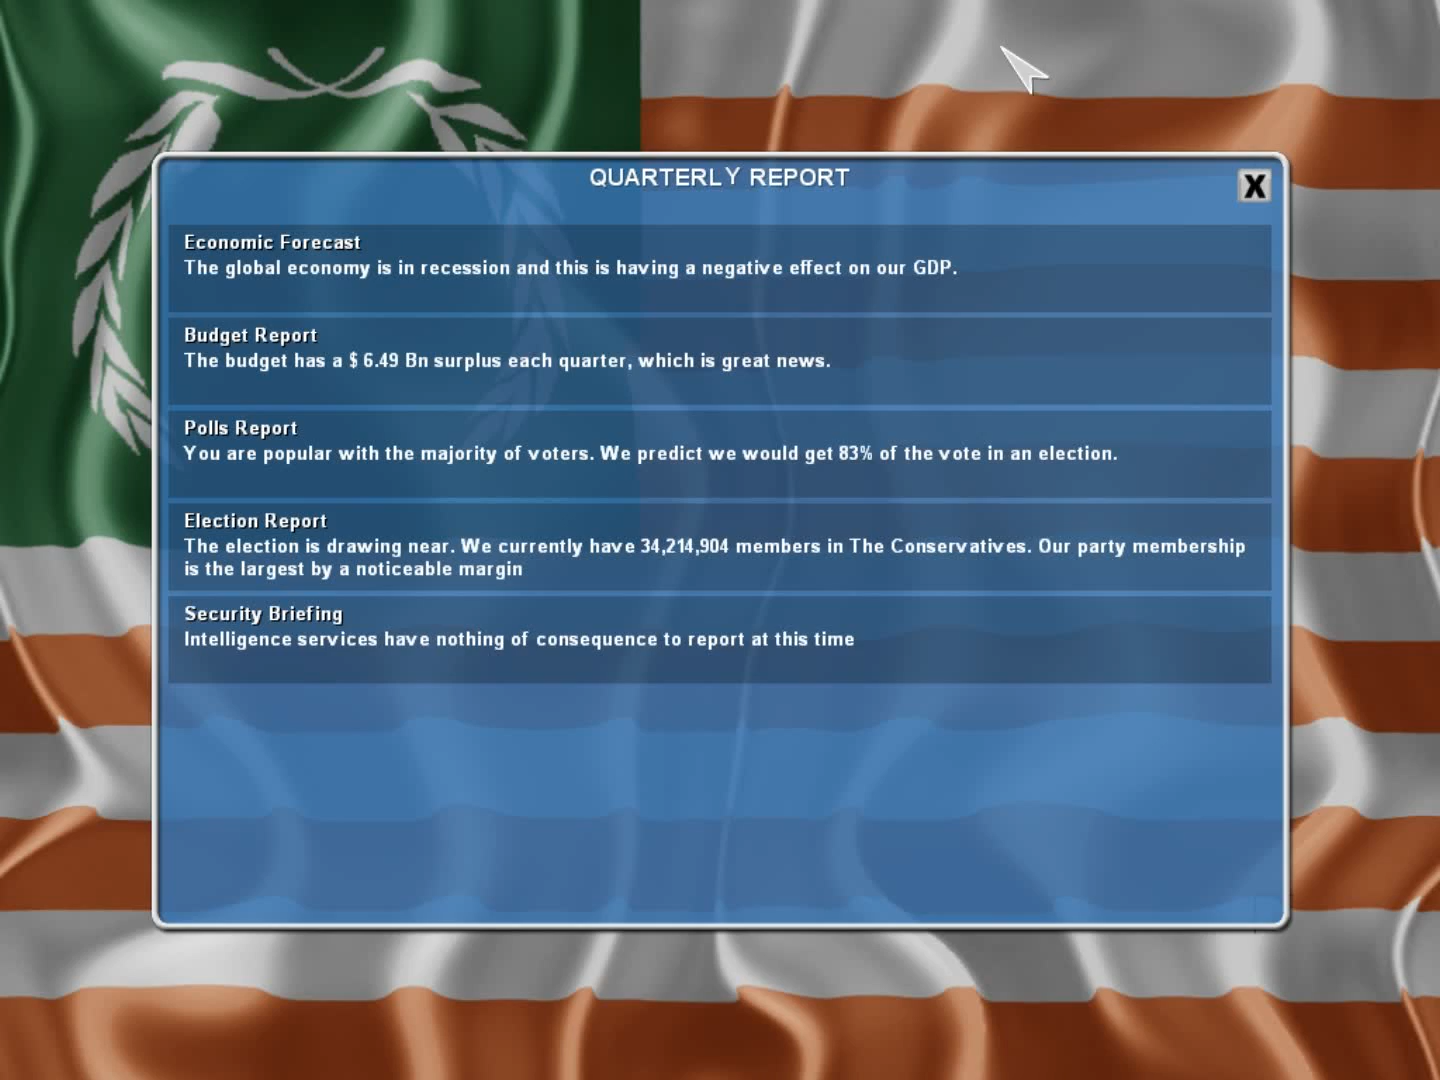 QUARTERLY REPORT
X
Economic Forecast
The global economy is in recession and this is having a negative effect on our GDP.
Budget Report
The budget has a $ 6.49 Bn surplus each quarter, which is great news.
Polls Report
You are popular with the majority of voters. We predict we would get 83% of the vote in an election.
Election Report
The election is drawing near. We currently have 34,214,904 members in The Conservatives. Our party membership
is the largest by a noticeable margin
Security Briefing
Intelligence services have nothing of consequence to report at this time